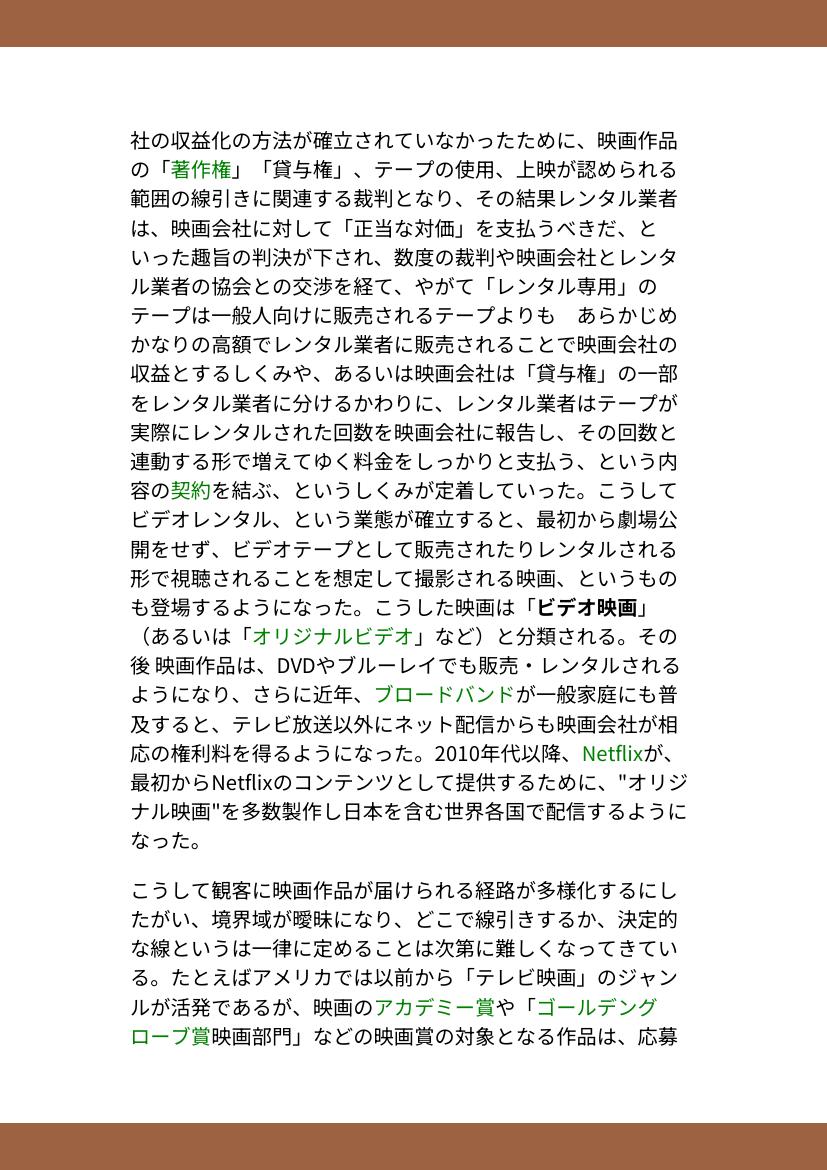 社の収益化の方法が確立されていなかったために、映画作品
の「著作権」「貸与権」、テープの使用、上映が認められる
範囲の線引きに関連する裁判となり、その結果レンタル業者
は、映画会社に対して「正当な対価」を支払うべきだ、と
いった趣旨の判決が下され、数度の裁判や映画会社とレンタ
ル業者の協会との交渉を経て、やがて「レンタル専用」の
テープは一般人向けに販売されるテープよりも　あらかじめ
かなりの高額でレンタル業者に販売されることで映画会社の
収益とするしくみや、あるいは映画会社は「貸与権」の一部
をレンタル業者に分けるかわりに、レンタル業者はテープが
実際にレンタルされた回数を映画会社に報告し、その回数と
連動する形で増えてゆく料金をしっかりと支払う、という内
容の契約を結ぶ、というしくみが定着していった。こうして
ビデオレンタル、という業態が確立すると、最初から劇場公
開をせず、ビデオテープとして販売されたりレンタルされる
形で視聴されることを想定して撮影される映画、というもの
も登場するようになった。こうした映画は「ビデオ映画」
（あるいは「オリジナルビデオ」など）と分類される。その
後 映画作品は、DVDやブルーレイでも販売・レンタルされる
ようになり、さらに近年、ブロードバンドが一般家庭にも普
及すると、テレビ放送以外にネット配信からも映画会社が相
応の権利料を得るようになった。2010年代以降、Netflixが、
最初からNetflixのコンテンツとして提供するために、"オリジ
ナル映画"を多数製作し日本を含む世界各国で配信するように
なった。
こうして観客に映画作品が届けられる経路が多様化するにし
たがい、境界域が曖昧になり、どこで線引きするか、決定的
な線というは一律に定めることは次第に難しくなってきてい
る。たとえばアメリカでは以前から「テレビ映画」のジャン
ルが活発であるが、映画のアカデミー賞や「ゴールデング
ローブ賞映画部門」などの映画賞の対象となる作品は、応募